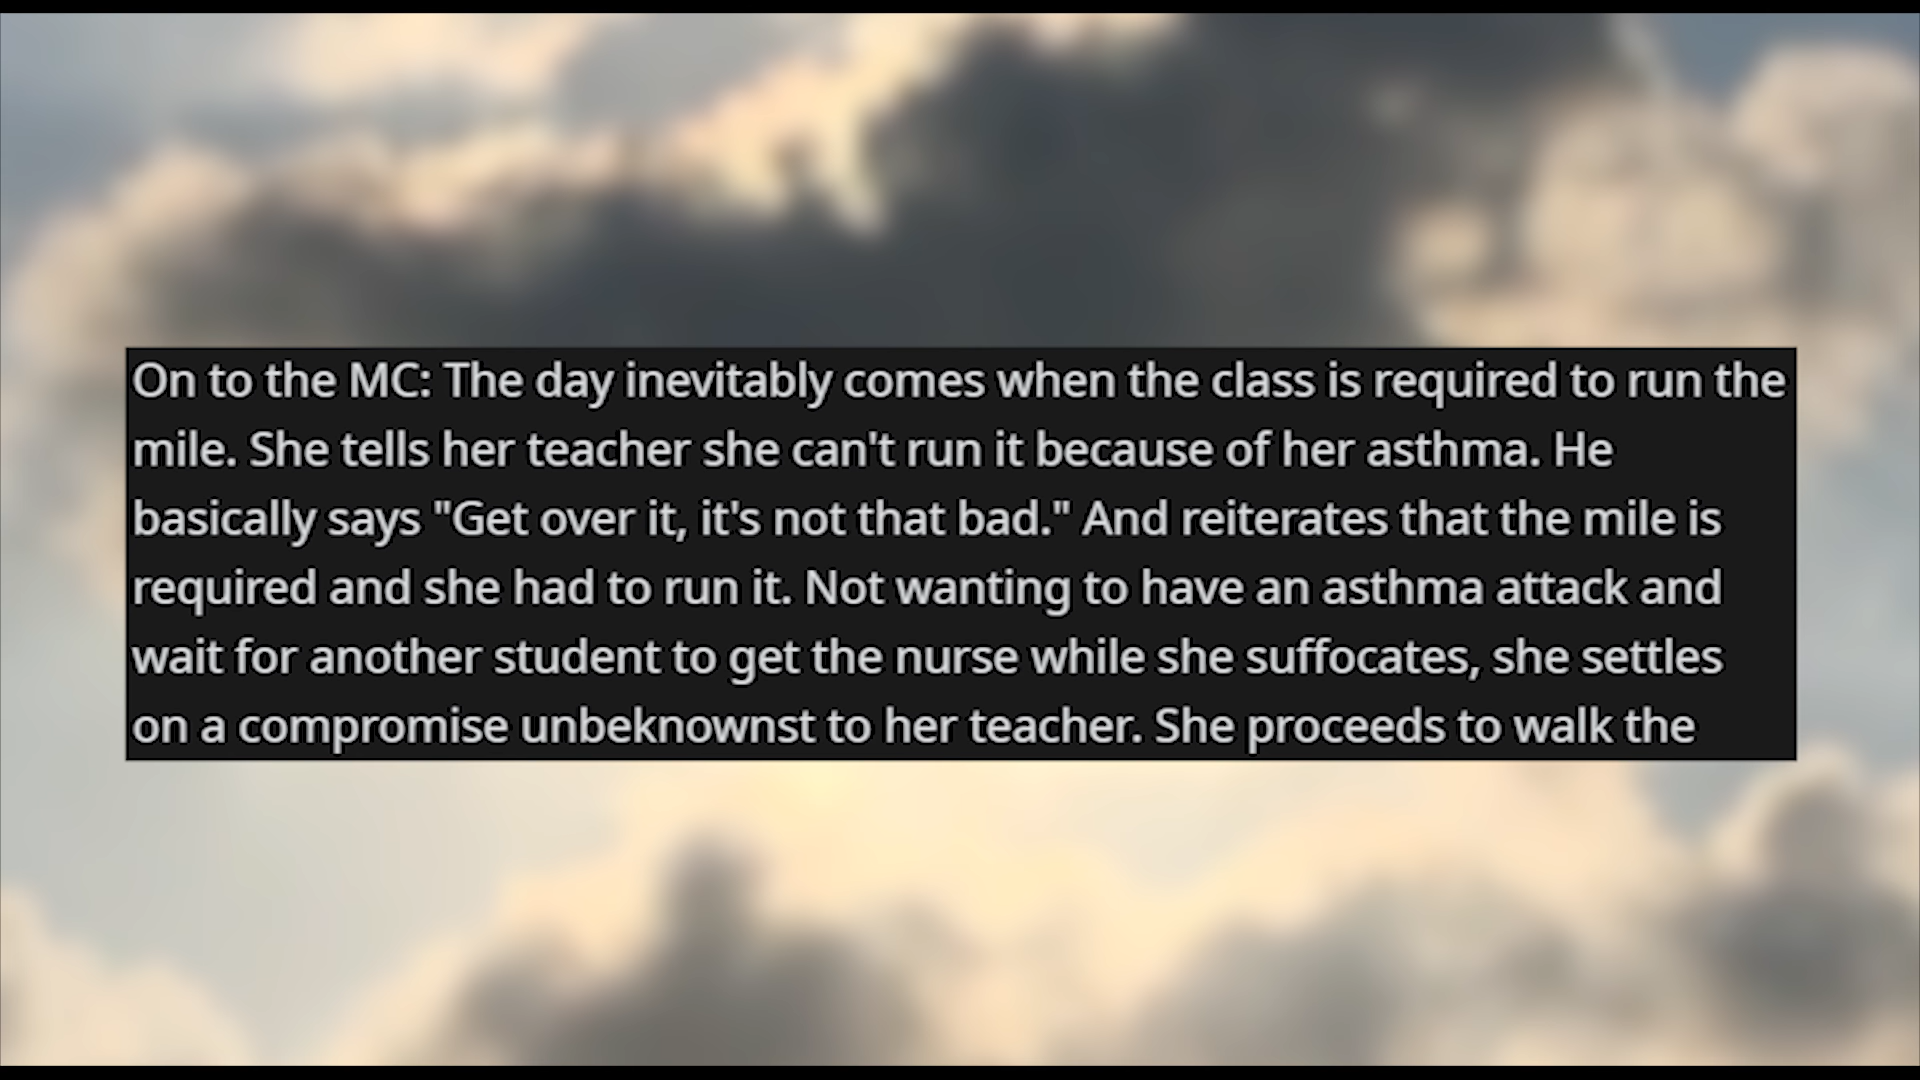 On to the MC: The day inevitably comes when the class is required to run the
mile. She tells her teacher she can't run it because of her asthma. He
basically says "Get over it, it's not that bad." And reiterates that the mile is
required and she had to run it. Not wanting to have an asthma attack and
wait for another student to get the nurse while she suffocates, she settles
on a compromise unbeknownst to her teacher. She proceeds to walk the